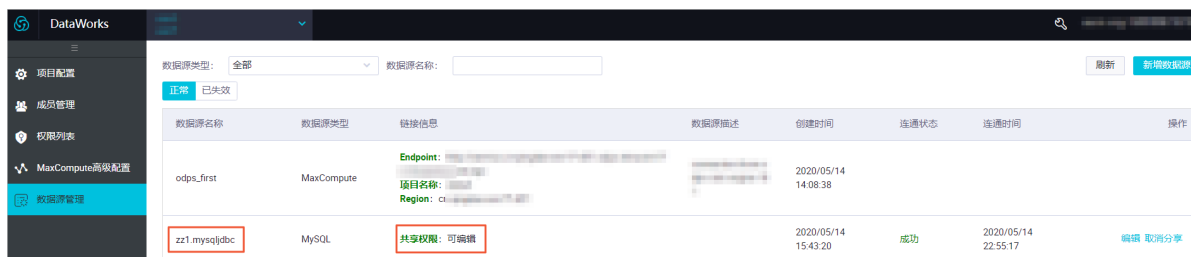 DataWorks
项目配置
成员管理
权限列表
MaxCompute高级配置
数据源管理
数据源类型： 全部 数据源名称： 刷新 新增数据源
正常 已失效
数据源名称 数据源类型 链接信息 数据源描述 创建时间 连通状态 连通时间 操作
Endpoint：
odps_first MaxCompute 项目名称： 2020/05/14
14:08:38
Region：
zz1.mysqljdbc MySQL 共享权限：可编辑 2020/05/14 成功 2020/05/14 编辑 取消分享
15:43:20 22:55:17